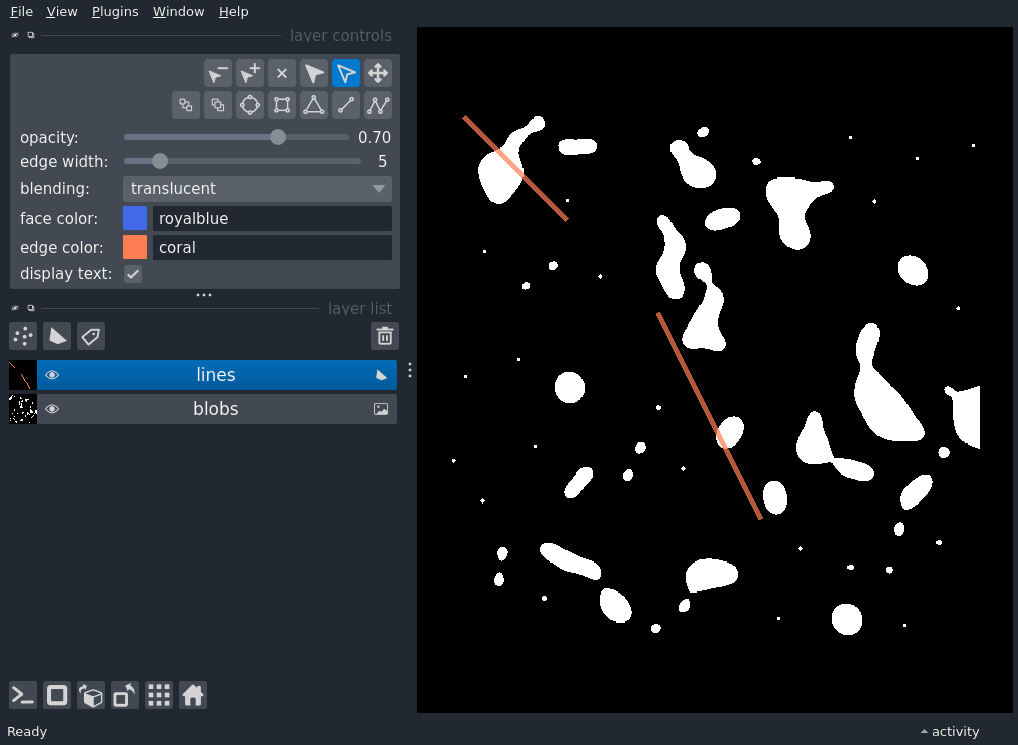 File View Plugins Window Help
layer controls
opacity: 0.70
edge width: 5
blending: translucent
face color: royalblue
edge color: coral
display text:
layer list
lines
blobs
Ready activity